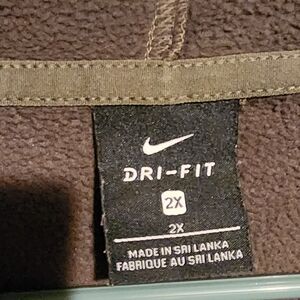 DRI-FIT
2X
2X
MADE IN SRI LANKA
FABRIQUE AU SRI LANKA